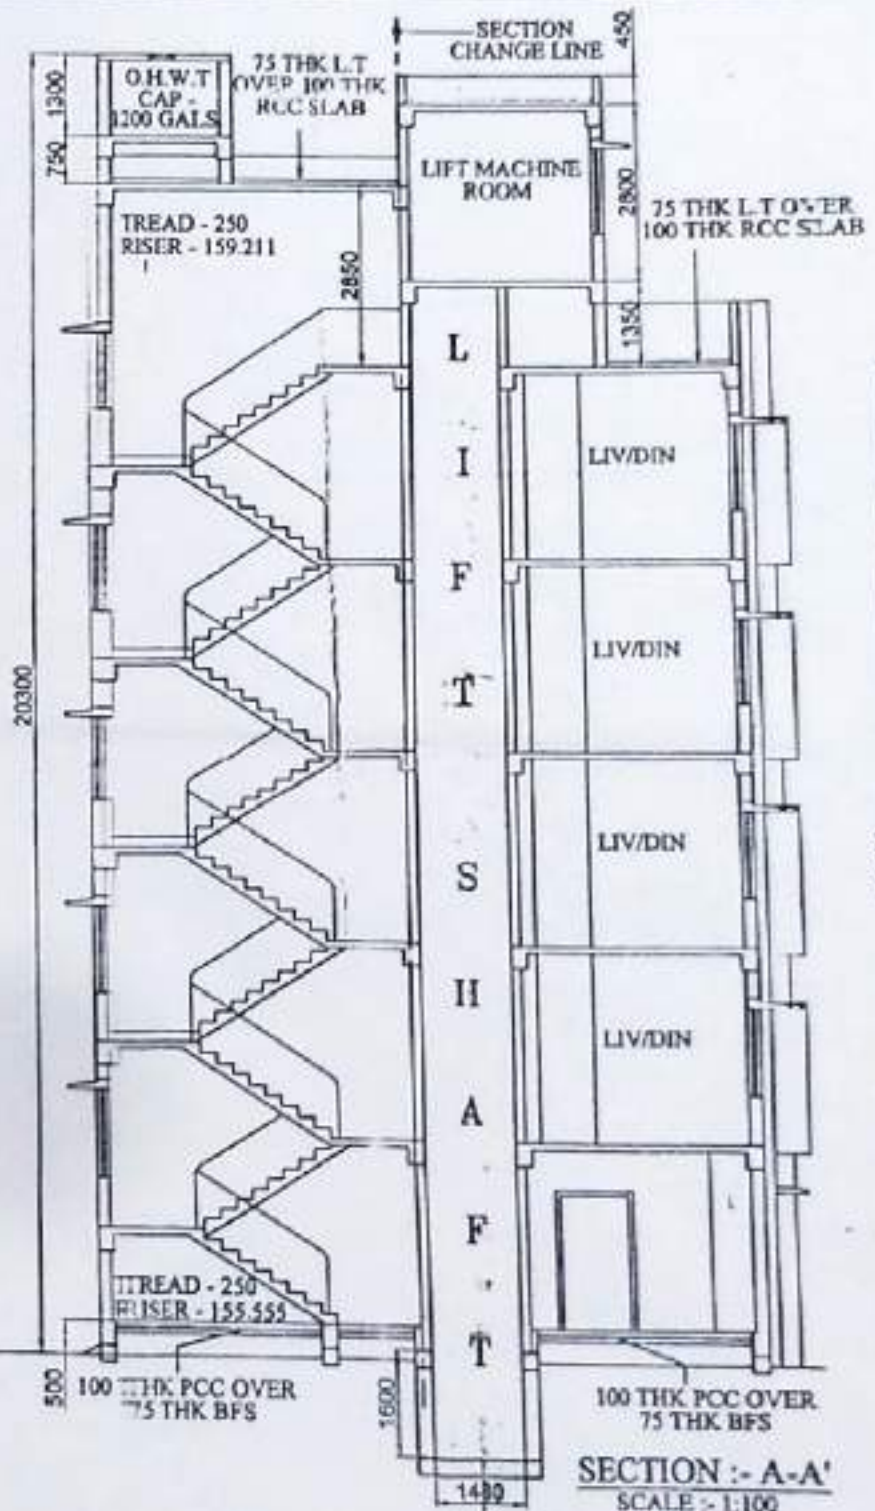 SECTION
CHANGE LINE
450
75 THK L.T
OVER 100 THK
RCC SLAB
O.H.W.T
CAP -
1200 GALS
1300
750
LIFT MACHINE
ROOM
2800
75 THK L.T OVER
100 THK RCC SLAB
TREAD - 250
RISER - 159.211
2850
1350
L
I
F
T
S
H
A
F
T
LIV/DIN
LIV/DIN
LIV/DIN
LIV/DIN
20300
TREAD - 250
RISER - 155.555
500
100 THK PCC OVER
75 THK BFS
1600
100 THK PCC OVER
75 THK BFS
SECTION :- A-A'
SCALE :- 1:100